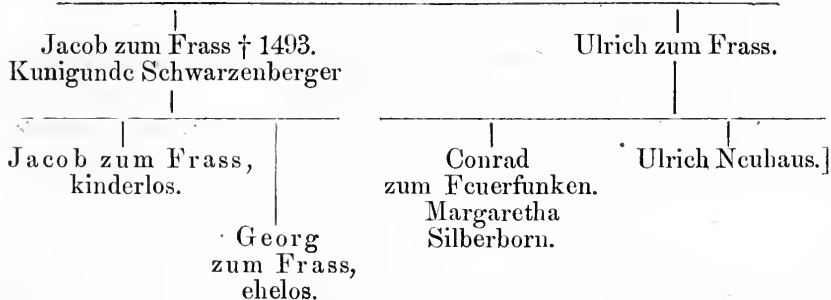 Jacob zum Frass † 1493.
Kunigunde Schwarzenberger
Ulrich zum Frass.
Jacob zum Frass,
kinderlos.
Georg
zum Frass,
ehelos.
Conrad
zum Feuerfunken.
Margaretha
Silberborn.
Ulrich Neuhaus.]